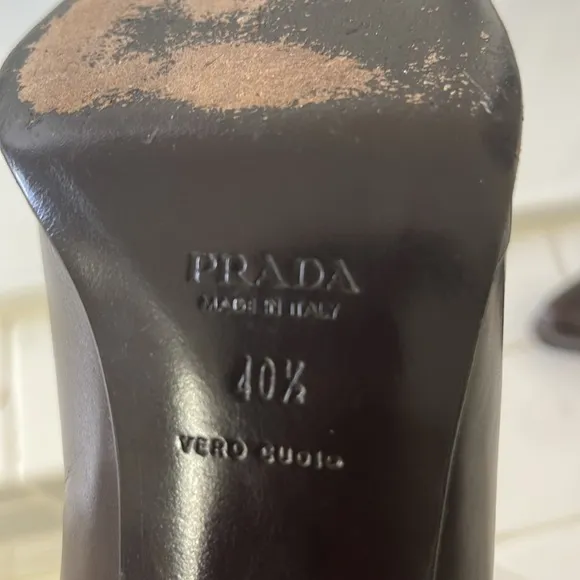 PRADA
MADE IN ITALY
40½
VERO cuoio